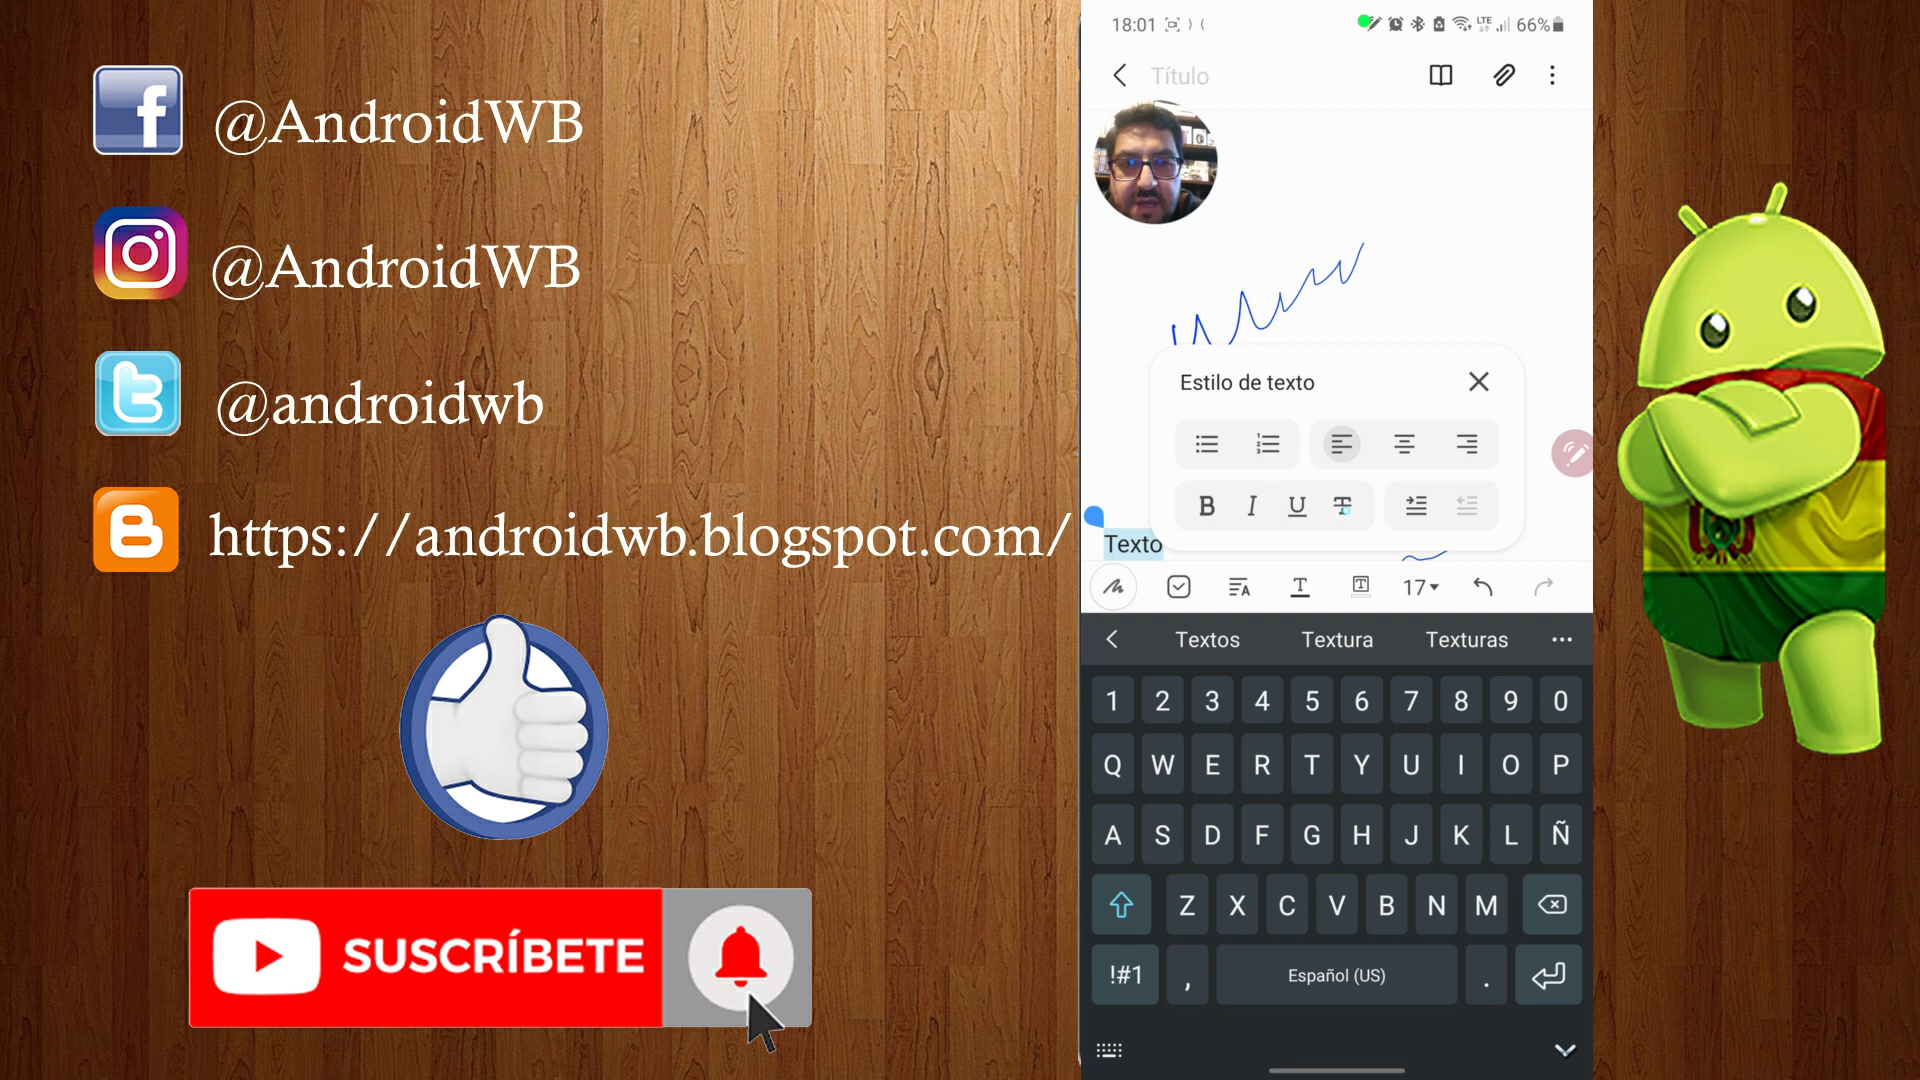 @AndroidWB
@AndroidWB
@androidwb
https://androidwb.blogspot.com/
SUSCRÍBETE
18:01 LTE 66%
Título
Estilo de texto
B I U T
Texto
T T 17
Textos Textura Texturas ...
1 2 3 4 5 6 7 8 9 0
Q W E R T Y U I O P
A S D F G H J K L Ñ
Z X C V B N M
!#1 , Español (US) .